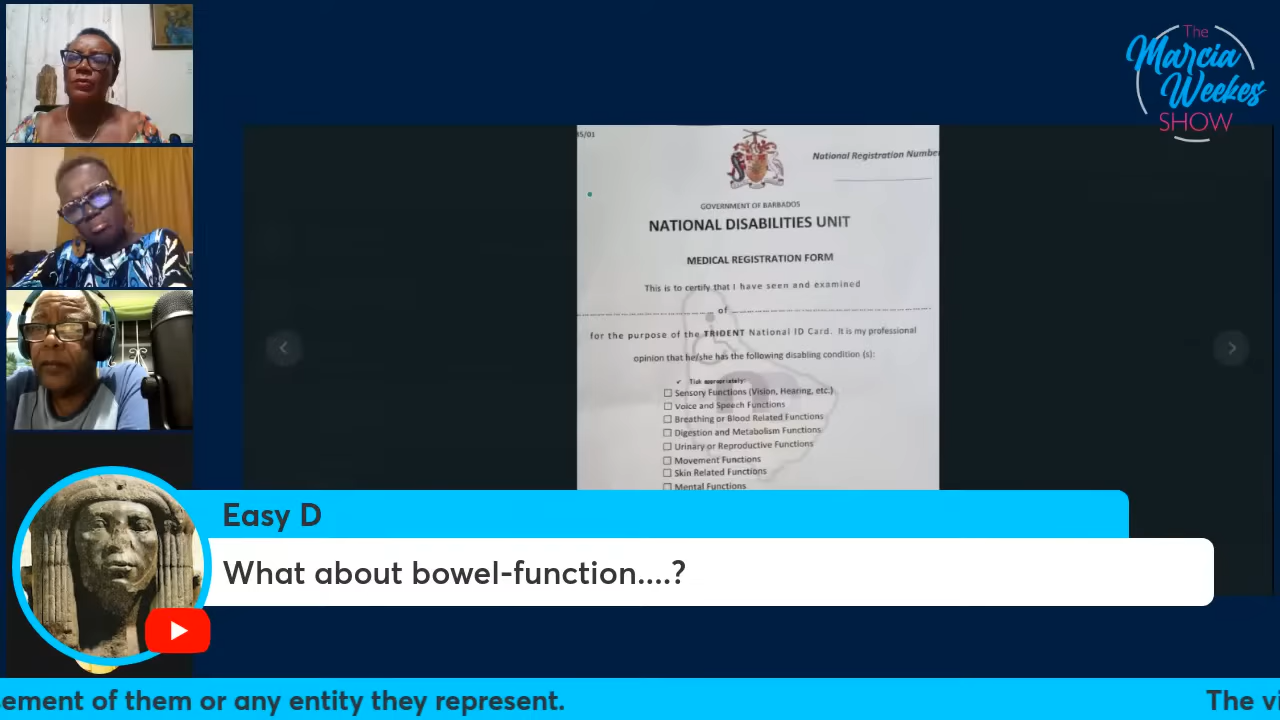 The
Marcia
Weekes
SHOW
National Registration Number
GOVERNMENT OF BARBADOS
NATIONAL DISABILITIES UNIT
MEDICAL REGISTRATION FORM
This is to certify that I have seen and examined
of
for the purpose of the TRIDENT National ID Card. It is my professional
opinion that he/she has the following disabling condition (s):
✓ Tick appropriately:
☐ Sensory Functions (Vision, Hearing, etc.)
☐ Voice and Speech Functions
☐ Breathing or Blood Related Functions
☐ Digestion and Metabolism Functions
☐ Urinary or Reproductive Functions
☐ Movement Functions
☐ Skin Related Functions
☐ Mental Functions
Easy D
What about bowel-function....?
sement of them or any entity they represent. The vi